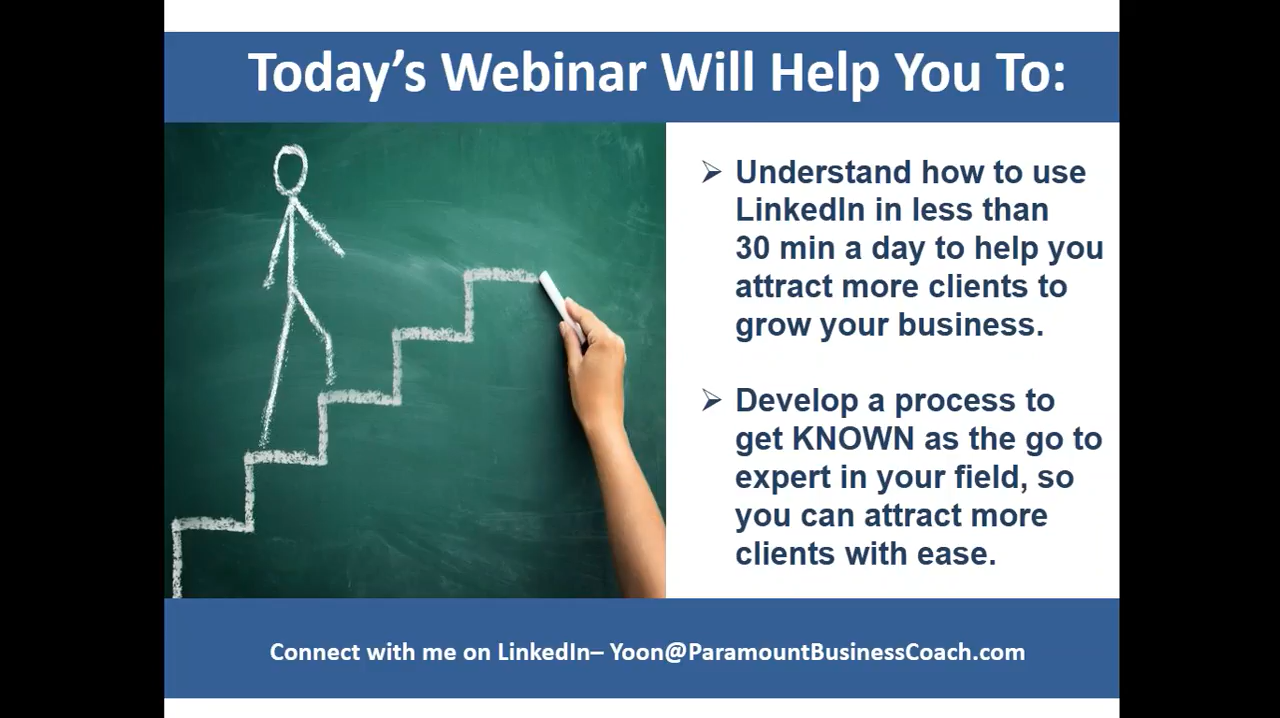 Today's Webinar Will Help You To:
➢ Understand how to use
LinkedIn in less than
30 min a day to help you
attract more clients to
grow your business.
➢ Develop a process to
get KNOWN as the go to
expert in your field, so
you can attract more
clients with ease.
Connect with me on LinkedIn– Yoon@ParamountBusinessCoach.com